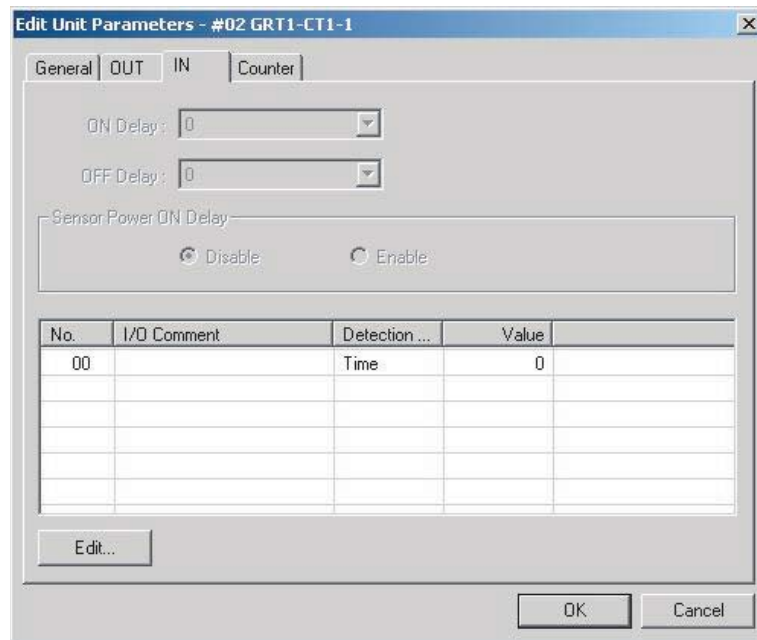 Edit Unit Parameters - #02 GRT1-CT1-1
General OUT IN Counter
ON Delay : 0
OFF Delay : 0
Sensor Power ON Delay
Disable Enable
No. I/O Comment Detection ... Value
00 Time 0
Edit...
OK Cancel